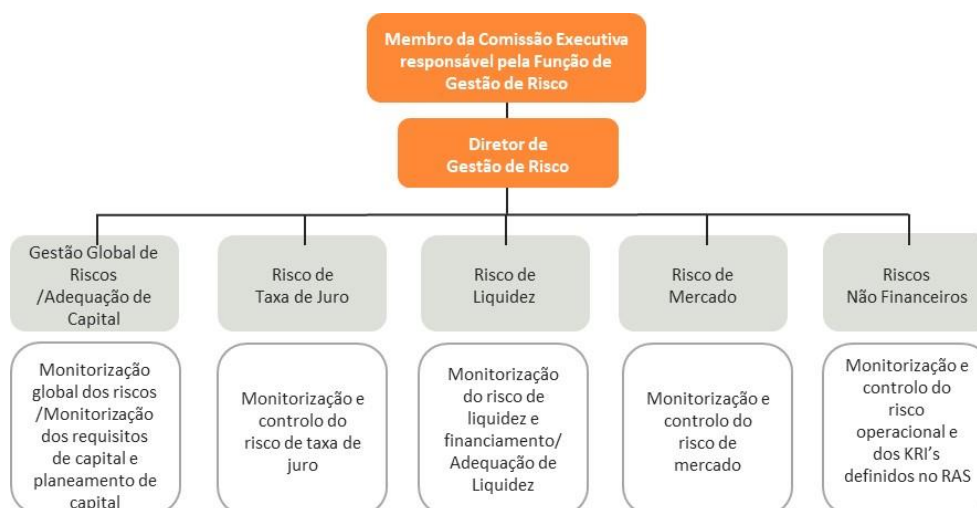 Membro da Comissão Executiva
responsável pela Função de
Gestão de Risco
Diretor de
Gestão de Risco
Gestão Global de
Riscos
/Adequação de
Capital
Risco de
Taxa de Juro
Risco de
Liquidez
Risco de
Mercado
Riscos
Não Financeiros
Monitorização
global dos riscos
/Monitorização
dos requisitos
de capital e
planeamento de
capital
Monitorização e
controlo do
risco de taxa de
juro
Monitorização
do risco de
liquidez e
financiamento/
Adequação de
Liquidez
Monitorização e
controlo do
risco de
mercado
Monitorização e
controlo do
risco
operacional e
dos KRI's
definidos no RAS